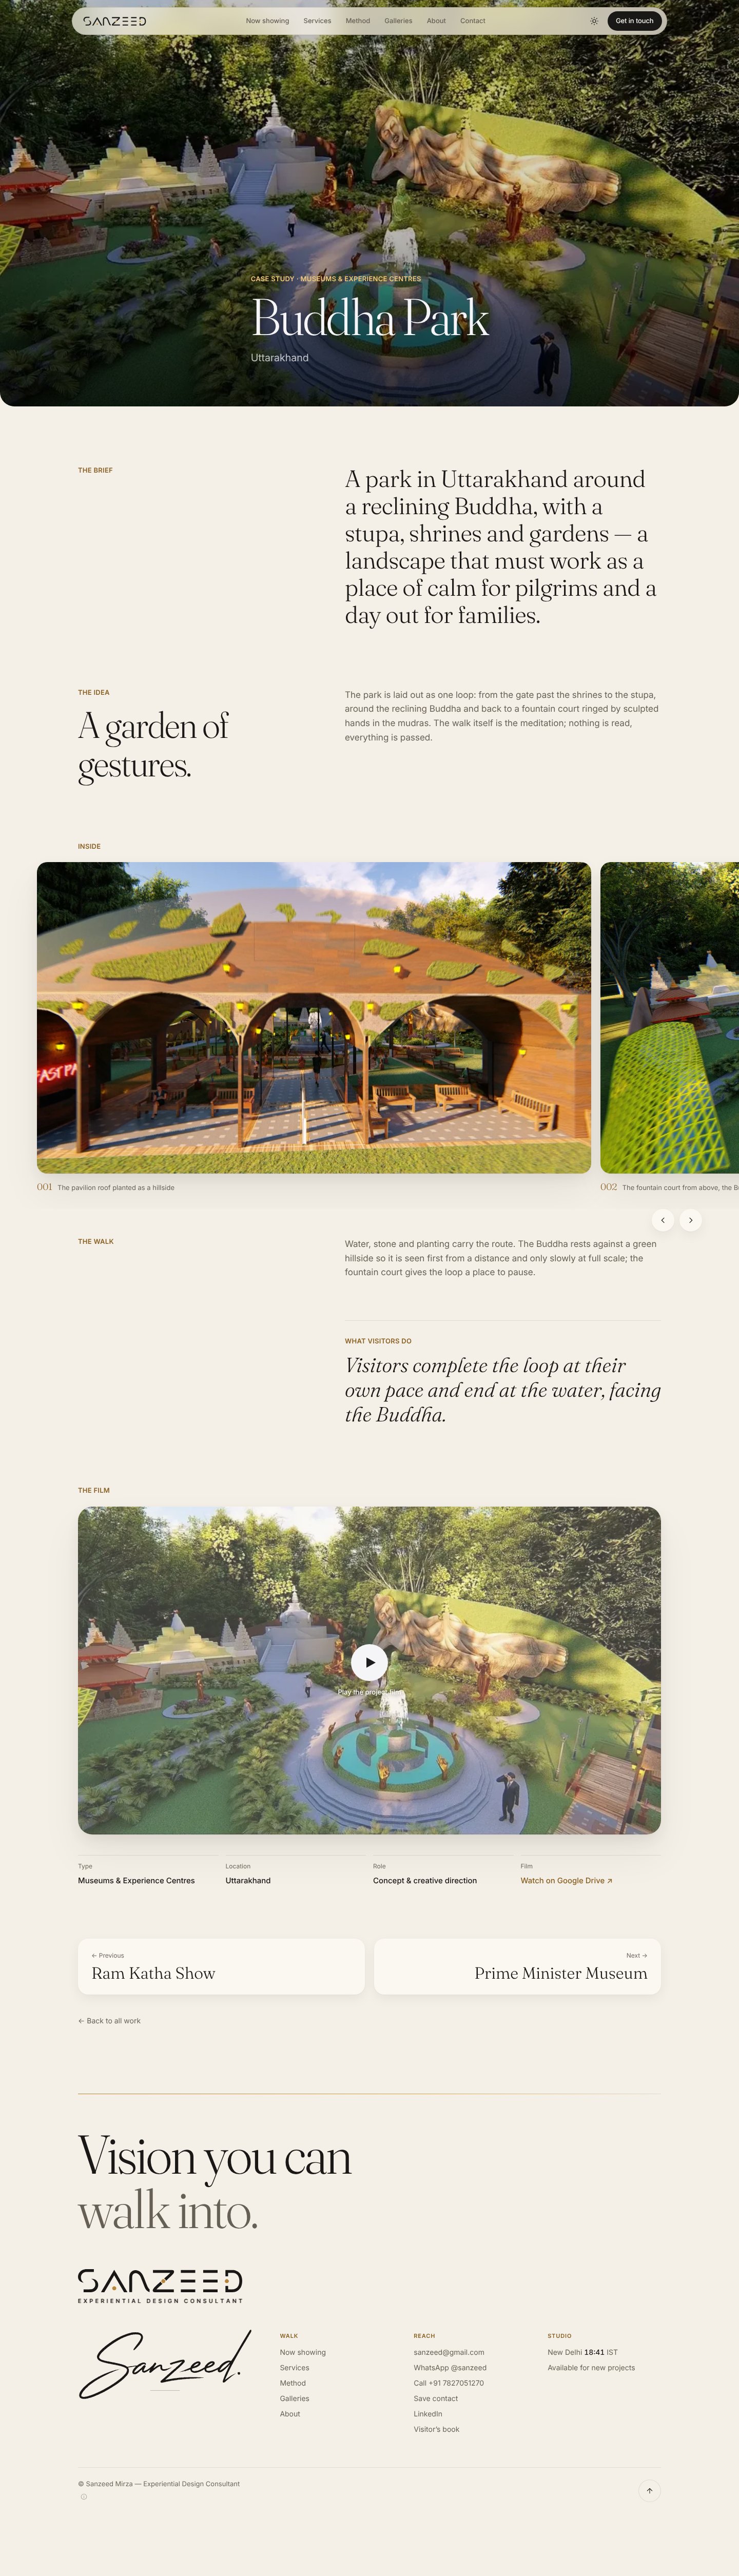 SANZEED
Now showing Services Method Galleries About Contact
Get in touch
CASE STUDY · MUSEUMS & EXPERIENCE CENTRES
Buddha Park
Uttarakhand
THE BRIEF
A park in Uttarakhand around
a reclining Buddha, with a
stupa, shrines and gardens — a
landscape that must work as a
place of calm for pilgrims and a
day out for families.
THE IDEA
A garden of
gestures.
The park is laid out as one loop: from the gate past the shrines to the stupa,
around the reclining Buddha and back to a fountain court ringed by sculpted
hands in the mudras. The walk itself is the meditation; nothing is read,
everything is passed.
INSIDE
001 The pavilion roof planted as a hillside
002 The fountain court from above, the
THE WALK
Water, stone and planting carry the route. The Buddha rests against a green
hillside so it is seen first from a distance and only slowly at full scale; the
fountain court gives the loop a place to pause.
WHAT VISITORS DO
Visitors complete the loop at their
own pace and end at the water, facing
the Buddha.
THE FILM
Play the project film
Type
Museums & Experience Centres
Location
Uttarakhand
Role
Concept & creative direction
Film
Watch on Google Drive ↗
← Previous
Ram Katha Show
Next →
Prime Minister Museum
← Back to all work
Vision you can
walk into.
SANZEED
EXPERIENTIAL DESIGN CONSULTANT
Sanzeed.
WALK
Now showing
Services
Method
Galleries
About
REACH
sanzeed@gmail.com
WhatsApp @sanzeed
Call +91 7827051270
Save contact
LinkedIn
Visitor's book
STUDIO
New Delhi 18:41 IST
Available for new projects
© Sanzeed Mirza — Experiential Design Consultant